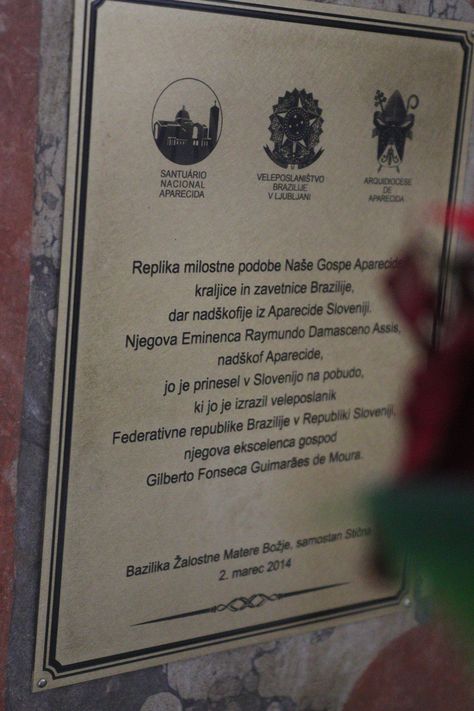 SANTUÁRIO
NACIONAL
APARECIDA
VELEPOSLANIŠTVO
BRAZILIJE
V LJUBLJANI
ARQUIDIOCESE
DE
APARECIDA
Replika milostne podobe Naše Gospe Aparecide,
kraljice in zavetnice Brazilije,
dar nadškofije iz Aparecide Sloveniji.
Njegova Eminenca Raymundo Damasceno Assis,
nadškof Aparecide,
jo je prinesel v Slovenijo na pobudo,
ki jo je izrazil veleposlanik
Federativne republike Brazilije v Republiki Sloveniji,
njegova ekscelenca gospod
Gilberto Fonseca Guimarães de Moura.
Bazilika Žalostne Matere Božje, samostan Stična
2. marec 2014